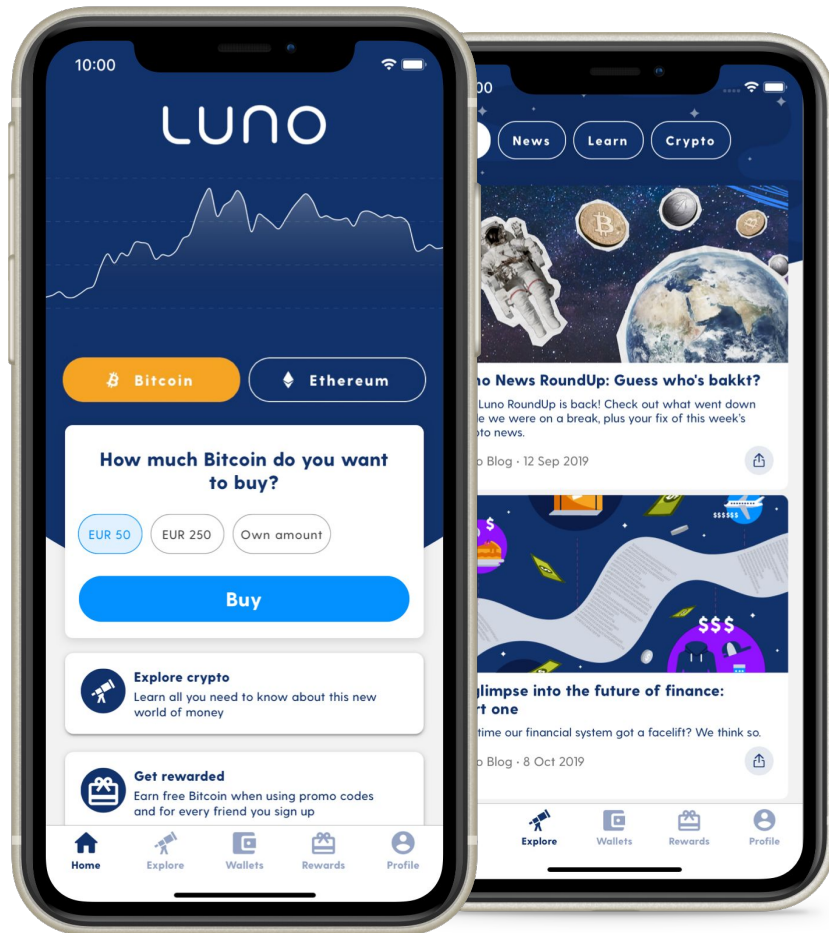 10:00
LUNO
Bitcoin
Ethereum
How much Bitcoin do you want
to buy?
EUR 50
EUR 250
Own amount
Buy
Explore crypto
Learn all you need to know about this new
world of money
Get rewarded
Earn free Bitcoin when using promo codes
and for every friend you sign up
Home
Explore
Wallets
Rewards
Profile
00
News
Learn
Crypto
B
no News RoundUp: Guess who's bakkt?
Luno RoundUp is back! Check out what went down
e we were on a break, plus your fix of this week's
to news.
o Blog · 12 Sep 2019
$
$$$$$$
$$$
glimpse into the future of finance:
rt one
time our financial system got a facelift? We think so.
o Blog · 8 Oct 2019
Explore
Wallets
Rewards
Profile